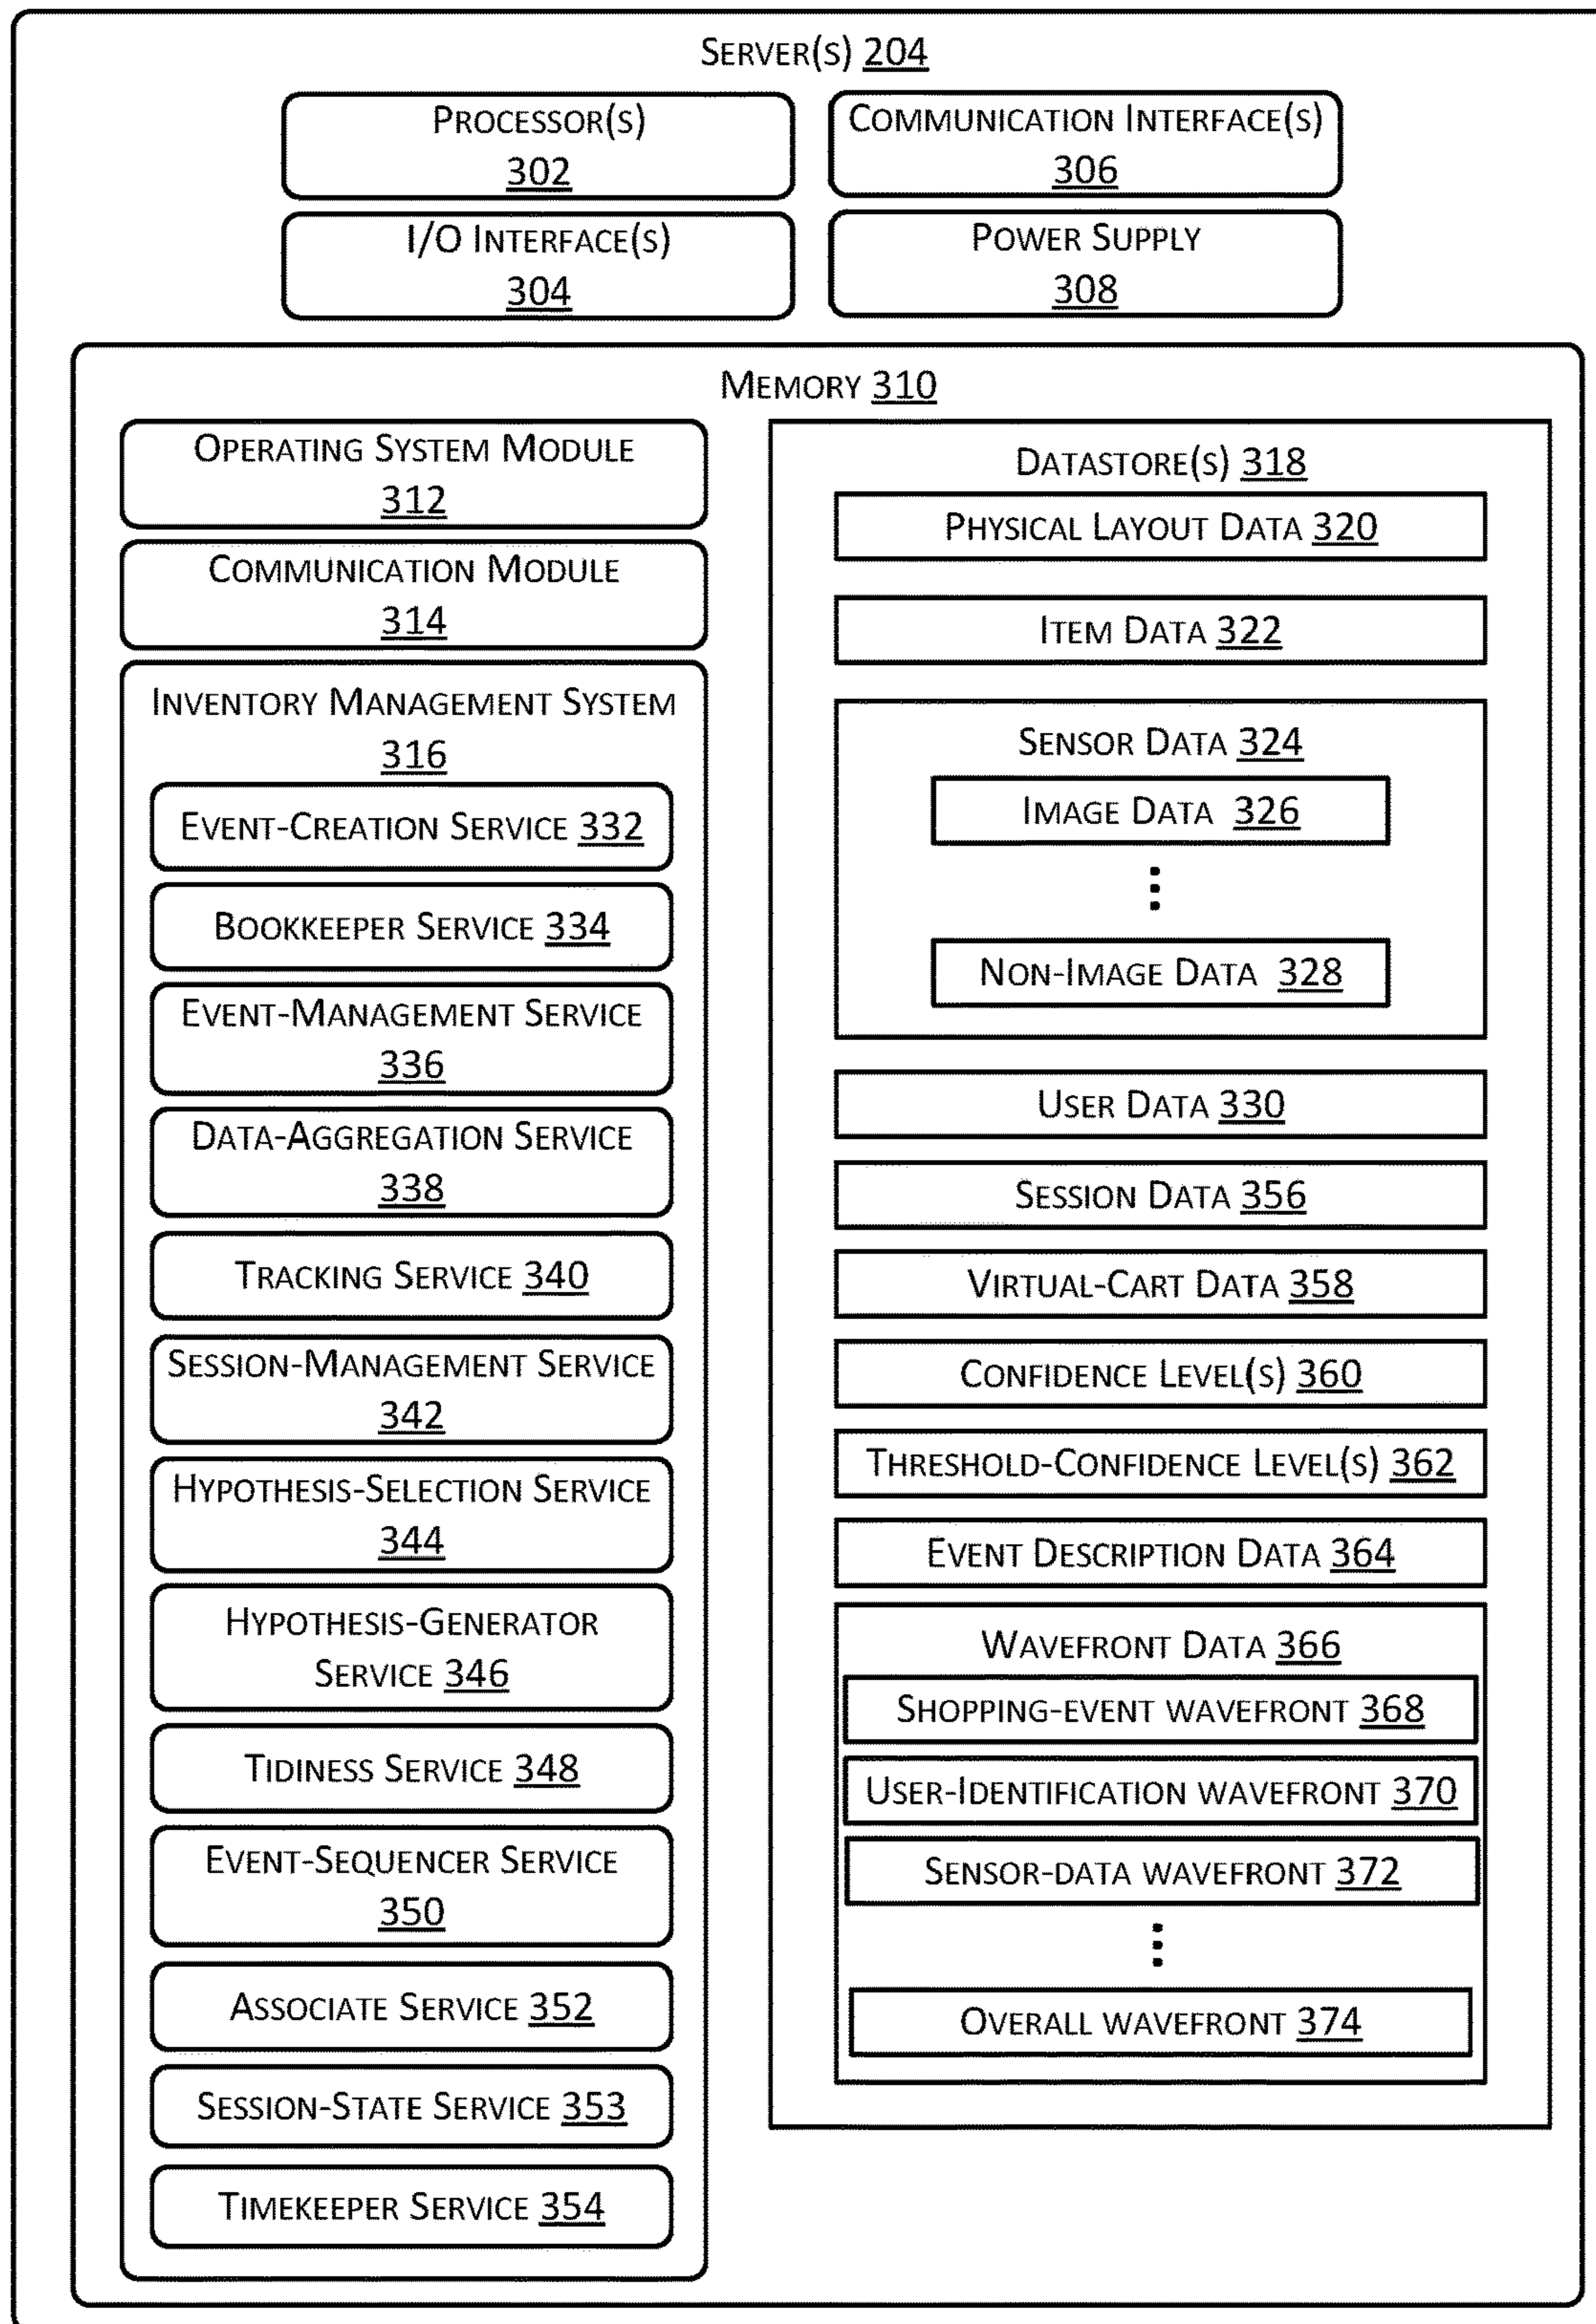 SERVER(S) 204
PROCESSOR(S)
302
COMMUNICATION INTERFACE(S)
306
I/O INTERFACE(S)
304
POWER SUPPLY
308
MEMORY 310
OPERATING SYSTEM MODULE
312
COMMUNICATION MODULE
314
INVENTORY MANAGEMENT SYSTEM
316
EVENT-CREATION SERVICE 332
BOOKKEEPER SERVICE 334
EVENT-MANAGEMENT SERVICE
336
DATA-AGGREGATION SERVICE
338
TRACKING SERVICE 340
SESSION-MANAGEMENT SERVICE
342
HYPOTHESIS-SELECTION SERVICE
344
HYPOTHESIS-GENERATOR
SERVICE 346
TIDINESS SERVICE 348
EVENT-SEQUENCER SERVICE
350
ASSOCIATE SERVICE 352
SESSION-STATE SERVICE 353
TIMEKEEPER SERVICE 354
DATASTORE(S) 318
PHYSICAL LAYOUT DATA 320
ITEM DATA 322
SENSOR DATA 324
IMAGE DATA 326
NON-IMAGE DATA 328
USER DATA 330
SESSION DATA 356
VIRTUAL-CART DATA 358
CONFIDENCE LEVEL(S) 360
THRESHOLD-CONFIDENCE LEVEL(S) 362
EVENT DESCRIPTION DATA 364
WAVEFRONT DATA 366
SHOPPING-EVENT WAVEFRONT 368
USER-IDENTIFICATION WAVEFRONT 370
SENSOR-DATA WAVEFRONT 372
OVERALL WAVEFRONT 374